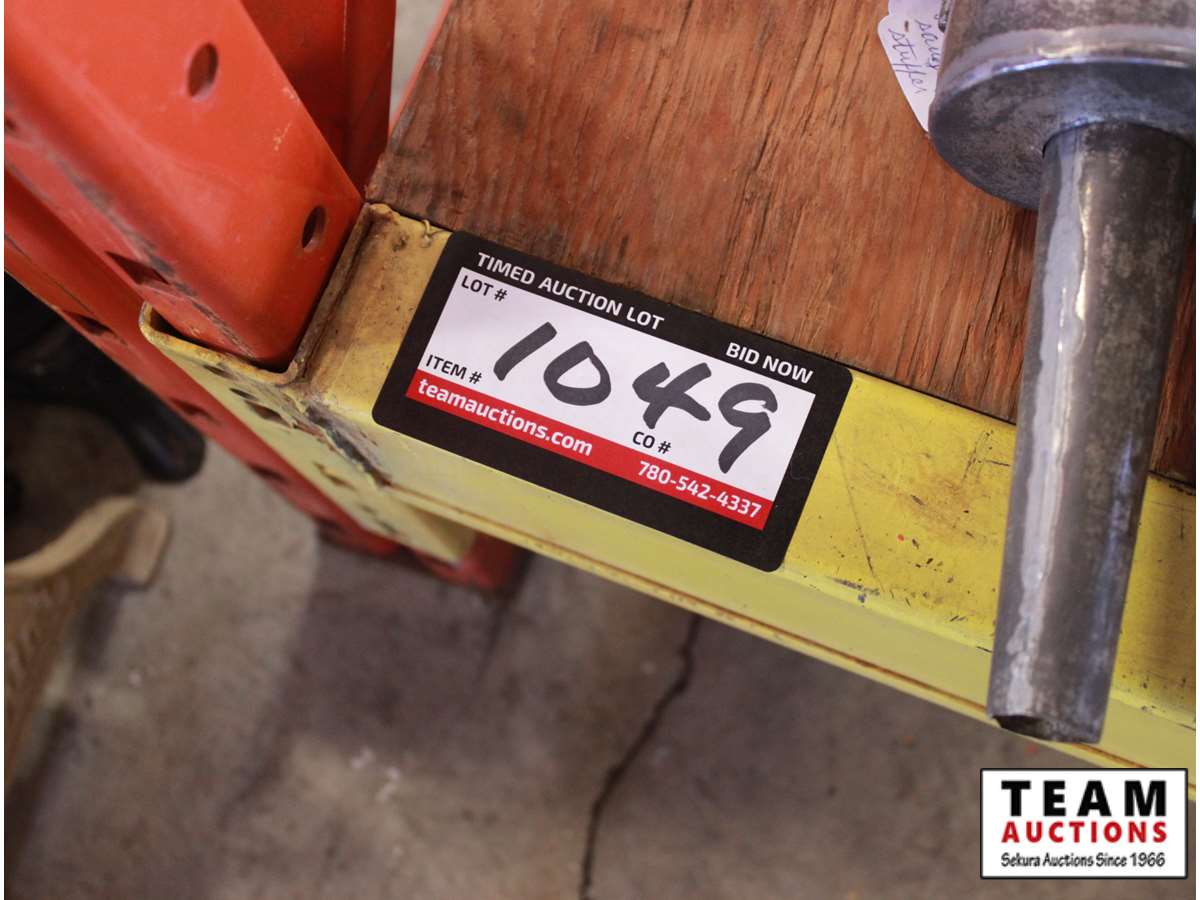 stuffer
TIMED AUCTION LOT
BID NOW
LOT #
1049
ITEM #
CO #
teamauctions.com
780-542-4337
TEAM
AUCTIONS
Sekura Auctions Since 1966